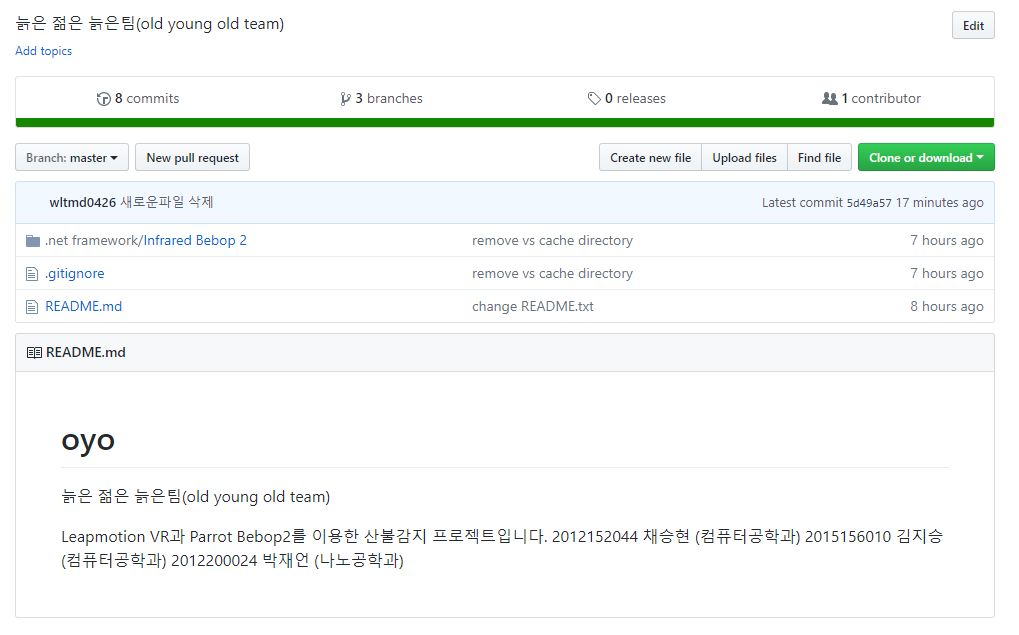 늙은 젊은 늙은팀(old young old team)
Edit
Add topics
8 commits
3 branches
0 releases
1 contributor
Branch: master
New pull request
Create new file
Upload files
Find file
Clone or download
wltmd0426 새로운파일 삭제
Latest commit 5d49a57 17 minutes ago
.net framework/Infrared Bebop 2
remove vs cache directory
7 hours ago
.gitignore
remove vs cache directory
7 hours ago
README.md
change README.txt
8 hours ago
README.md
oyo
늙은 젊은 늙은팀(old young old team)
Leapmotion VR과 Parrot Bebop2를 이용한 산불감지 프로젝트입니다. 2012152044 채승현 (컴퓨터공학과) 2015156010 김지승
(컴퓨터공학과) 2012200024 박재언 (나노공학과)